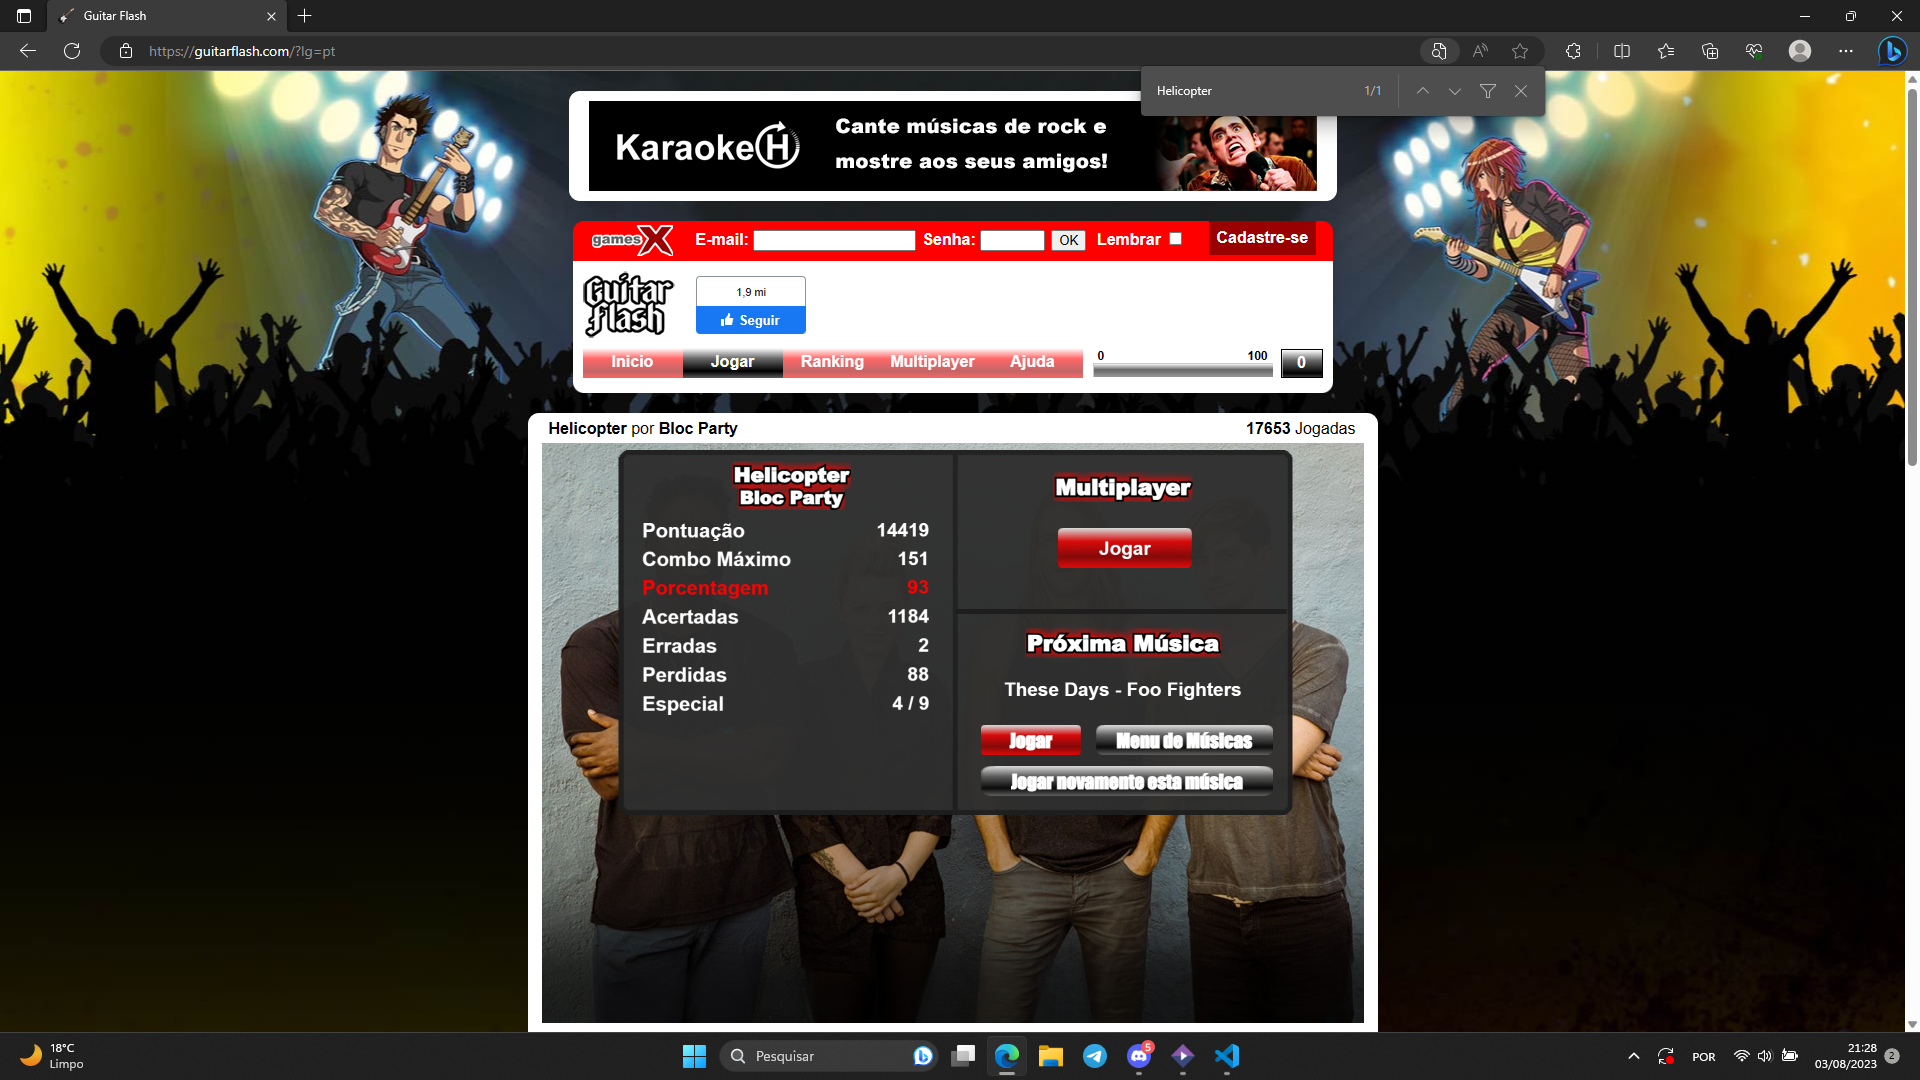 Guitar Flash
https://guitarflash.com/?lg=pt
Helicopter
1/1
KaraokeH
Cante músicas de rock e
mostre aos seus amigos!
gamesX
E-mail:
Senha:
OK
Lembrar
Cadastre-se
Guitar
flash
1,9 mi
Seguir
Inicio
Jogar
Ranking
Multiplayer
Ajuda
0
100
0
Helicopter por Bloc Party
17653 Jogadas
Helicopter
Bloc Party
Pontuação 14419
Combo Máximo 151
Porcentagem 93
Acertadas 1184
Erradas 2
Perdidas 88
Especial 4 / 9
Multiplayer
Jogar
Próxima Música
These Days - Foo Fighters
Jogar
Menu de Músicas
Jogar novamente esta música
18°C
Limpo
Pesquisar
5
POR
21:28
03/08/2023
2